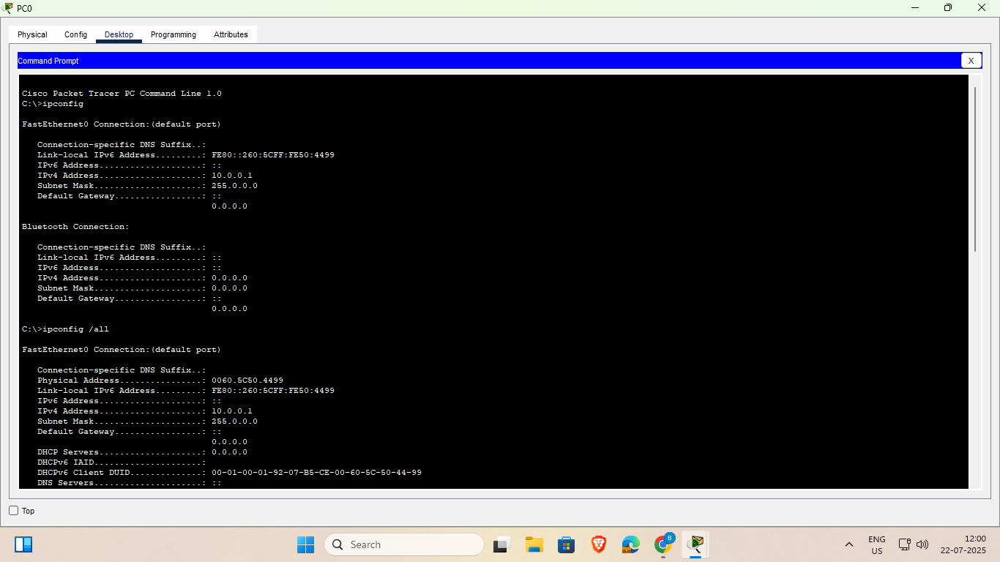 PC0
Physical Config Desktop Programming Attributes
Command Prompt X
Cisco Packet Tracer PC Command Line 1.0
C:\>ipconfig
FastEthernet0 Connection:(default port)
Connection-specific DNS Suffix..:
Link-local IPv6 Address.........: FE80::260:5CFF:FE50:4499
IPv6 Address....................: ::
IPv4 Address....................: 10.0.0.1
Subnet Mask.....................: 255.0.0.0
Default Gateway.................: ::
0.0.0.0
Bluetooth Connection:
Connection-specific DNS Suffix..:
Link-local IPv6 Address.........: ::
IPv6 Address....................: ::
IPv4 Address....................: 0.0.0.0
Subnet Mask.....................: 0.0.0.0
Default Gateway.................: ::
0.0.0.0
C:\>ipconfig /all
FastEthernet0 Connection:(default port)
Connection-specific DNS Suffix..:
Physical Address................: 0060.5C50.4499
Link-local IPv6 Address.........: FE80::260:5CFF:FE50:4499
IPv6 Address....................: ::
IPv4 Address....................: 10.0.0.1
Subnet Mask.....................: 255.0.0.0
Default Gateway.................: ::
0.0.0.0
DHCP Servers....................: 0.0.0.0
DHCPv6 IAID.....................:
DHCPv6 Client DUID..............: 00-01-00-01-92-07-B5-CE-00-60-5C-50-44-99
DNS Servers.....................: ::
Top
Search
B
ENG
US
12:00
22-07-2025